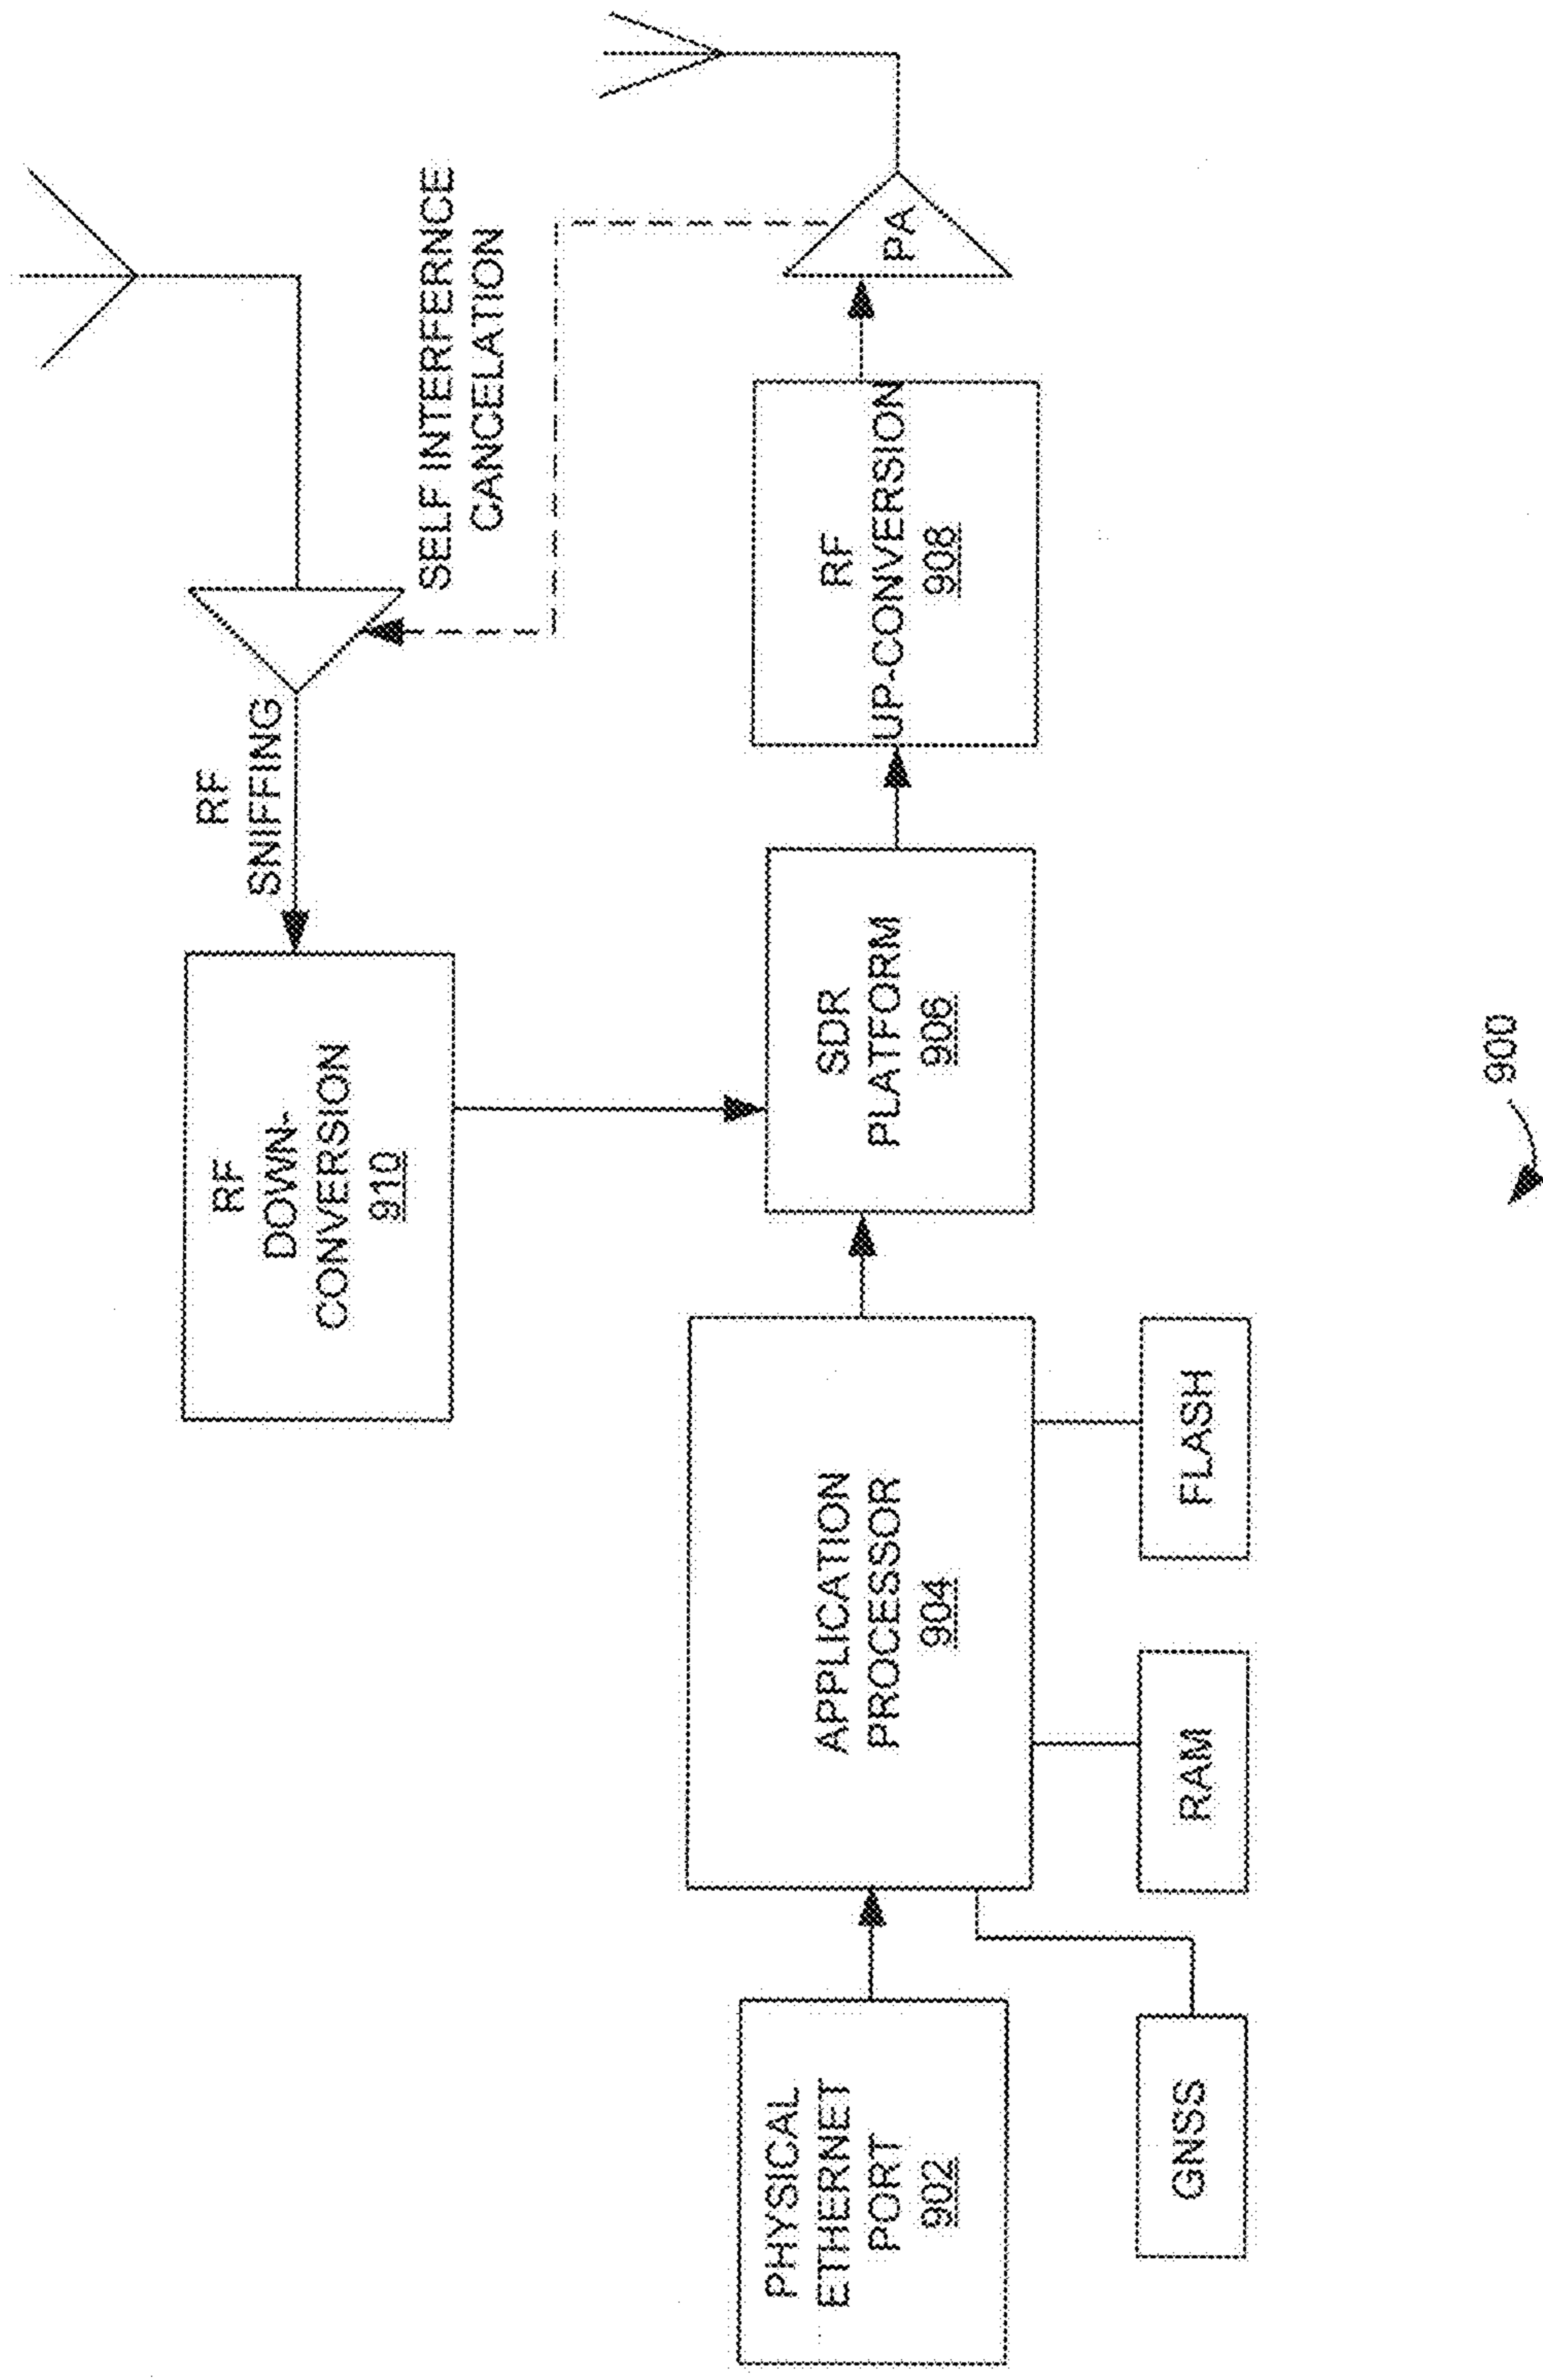 RF
SNIFFING
SELF INTERFERENCE
CANCELATION
RF
DOWN-
CONVERSION
910
PHYSICAL
ETHERNET
PORT
902
APPLICATION
PROCESSOR
904
SDR
PLATFORM
906
RF
UP-CONVERSION
908
PA
GNSS
RAM
FLASH
900